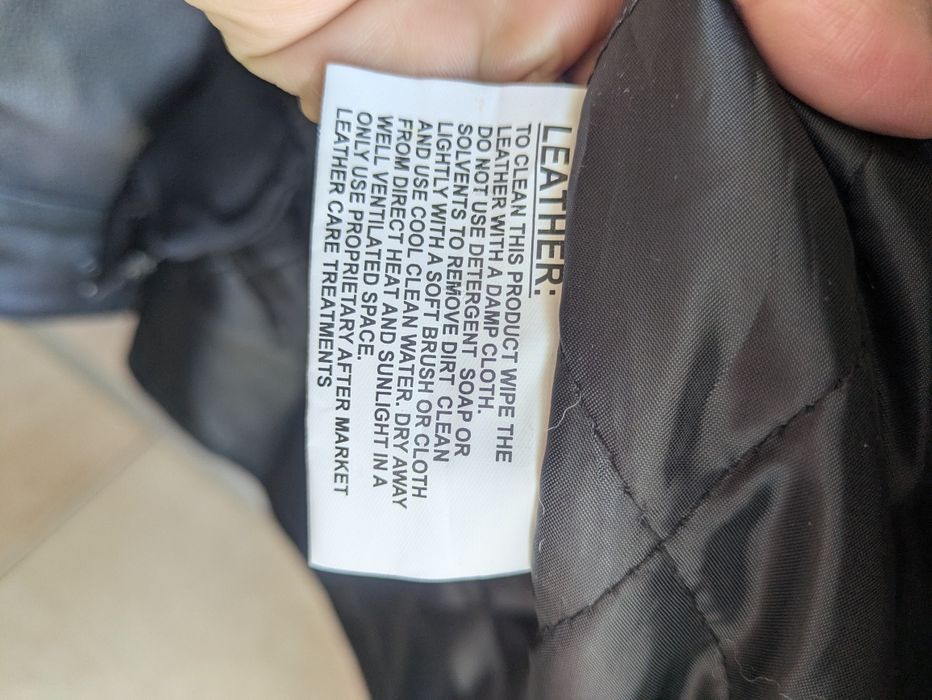 LEATHER:
TO CLEAN THIS PRODUCT WIPE THE
LEATHER WITH A DAMP CLOTH.
DO NOT USE DETERGENT SOAP OR
SOLVENTS TO REMOVE DIRT CLEAN
LIGHTLY WITH A SOFT BRUSH OR CLOTH
AND USE COOL CLEAN WATER. DRY AWAY
FROM DIRECT HEAT AND SUNLIGHT IN A
WELL VENTILATED SPACE.
ONLY USE PROPRIETARY AFTER MARKET
LEATHER CARE TREATMENTS